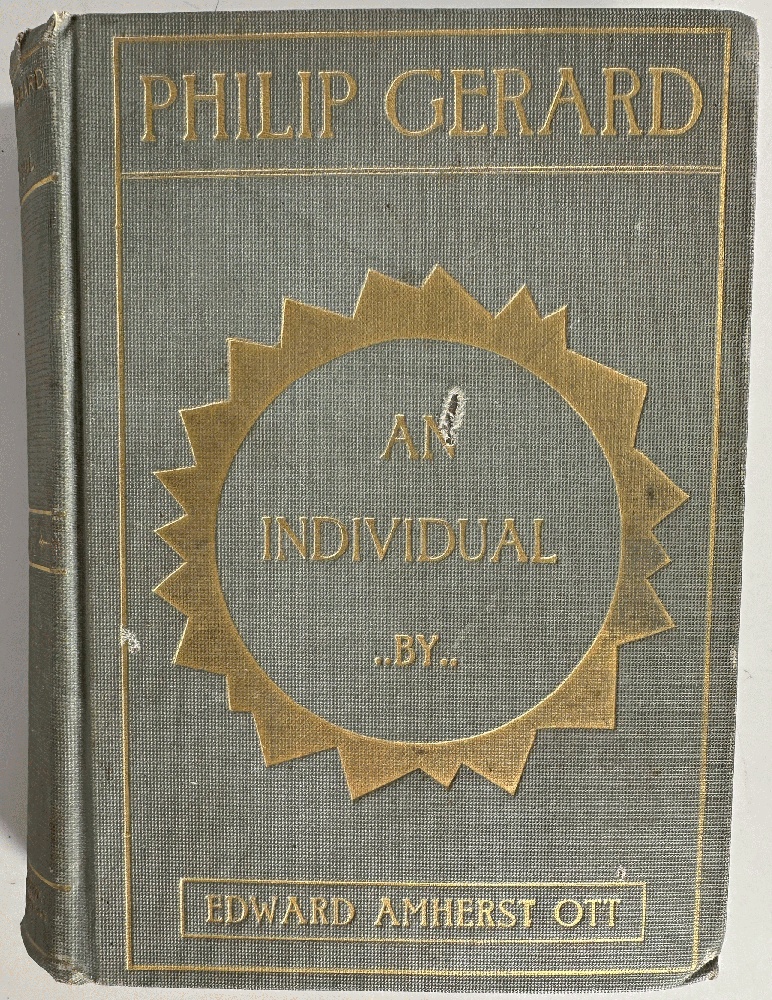 PHILIP GERARD
AN
INDIVIDUAL
..BY..
EDWARD AMHERST OTT